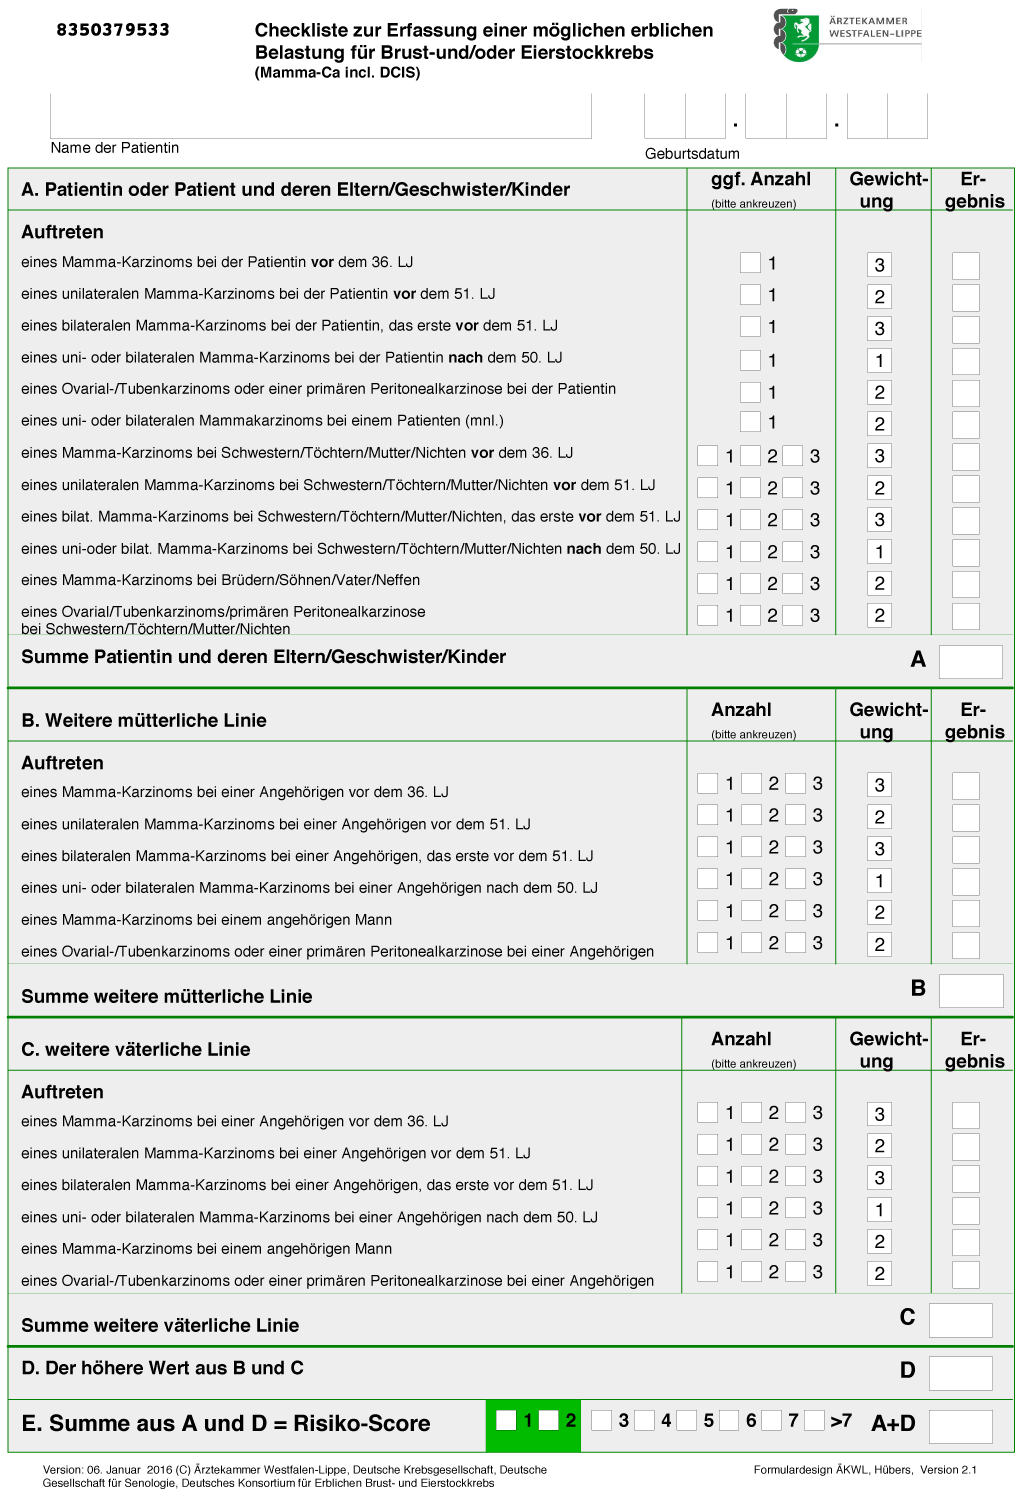 8350379533
Checkliste zur Erfassung einer möglichen erblichen
Belastung für Brust-und/oder Eierstockkrebs
(Mamma-Ca incl. DCIS)
ÄRZTEKAMMER
WESTFALEN-LIPPE
. .
Name der Patientin
Geburtsdatum
A. Patientin oder Patient und deren Eltern/Geschwister/Kinder
ggf. Anzahl
(bitte ankreuzen)
Gewicht-
ung
Er-
gebnis
Auftreten
eines Mamma-Karzinoms bei der Patientin vor dem 36. LJ 1 3
eines unilateralen Mamma-Karzinoms bei der Patientin vor dem 51. LJ 1 2
eines bilateralen Mamma-Karzinoms bei der Patientin, das erste vor dem 51. LJ 1 3
eines uni- oder bilateralen Mamma-Karzinoms bei der Patientin nach dem 50. LJ 1 1
eines Ovarial-/Tubenkarzinoms oder einer primären Peritonealkarzinose bei der Patientin 1 2
eines uni- oder bilateralen Mammakarzinoms bei einem Patienten (mnl.) 1 2
eines Mamma-Karzinoms bei Schwestern/Töchtern/Mutter/Nichten vor dem 36. LJ 1 2 3 3
eines unilateralen Mamma-Karzinoms bei Schwestern/Töchtern/Mutter/Nichten vor dem 51. LJ 1 2 3 2
eines bilat. Mamma-Karzinoms bei Schwestern/Töchtern/Mutter/Nichten, das erste vor dem 51. LJ 1 2 3 3
eines uni-oder bilat. Mamma-Karzinoms bei Schwestern/Töchtern/Mutter/Nichten nach dem 50. LJ 1 2 3 1
eines Mamma-Karzinoms bei Brüdern/Söhnen/Vater/Neffen 1 2 3 2
eines Ovarial/Tubenkarzinoms/primären Peritonealkarzinose 1 2 3 2
bei Schwestern/Töchtern/Mutter/Nichten
Summe Patientin und deren Eltern/Geschwister/Kinder A
B. Weitere mütterliche Linie
Anzahl
(bitte ankreuzen)
Gewicht-
ung
Er-
gebnis
Auftreten
eines Mamma-Karzinoms bei einer Angehörigen vor dem 36. LJ 1 2 3 3
eines unilateralen Mamma-Karzinoms bei einer Angehörigen vor dem 51. LJ 1 2 3 2
eines bilateralen Mamma-Karzinoms bei einer Angehörigen, das erste vor dem 51. LJ 1 2 3 3
eines uni- oder bilateralen Mamma-Karzinoms bei einer Angehörigen nach dem 50. LJ 1 2 3 1
eines Mamma-Karzinoms bei einem angehörigen Mann 1 2 3 2
eines Ovarial-/Tubenkarzinoms oder einer primären Peritonealkarzinose bei einer Angehörigen 1 2 3 2
Summe weitere mütterliche Linie B
C. weitere väterliche Linie
Anzahl
(bitte ankreuzen)
Gewicht-
ung
Er-
gebnis
Auftreten
eines Mamma-Karzinoms bei einer Angehörigen vor dem 36. LJ 1 2 3 3
eines unilateralen Mamma-Karzinoms bei einer Angehörigen vor dem 51. LJ 1 2 3 2
eines bilateralen Mamma-Karzinoms bei einer Angehörigen, das erste vor dem 51. LJ 1 2 3 3
eines uni- oder bilateralen Mamma-Karzinoms bei einer Angehörigen nach dem 50. LJ 1 2 3 1
eines Mamma-Karzinoms bei einem angehörigen Mann 1 2 3 2
eines Ovarial-/Tubenkarzinoms oder einer primären Peritonealkarzinose bei einer Angehörigen 1 2 3 2
Summe weitere väterliche Linie C
D. Der höhere Wert aus B und C D
E. Summe aus A und D = Risiko-Score 1 2 3 4 5 6 7 >7 A+D
Version: 06. Januar 2016 (C) Ärztekammer Westfalen-Lippe, Deutsche Krebsgesellschaft, Deutsche
Gesellschaft für Senologie, Deutsches Konsortium für Erblichen Brust- und Eierstockkrebs
Formulardesign ÄKWL, Hübers, Version 2.1